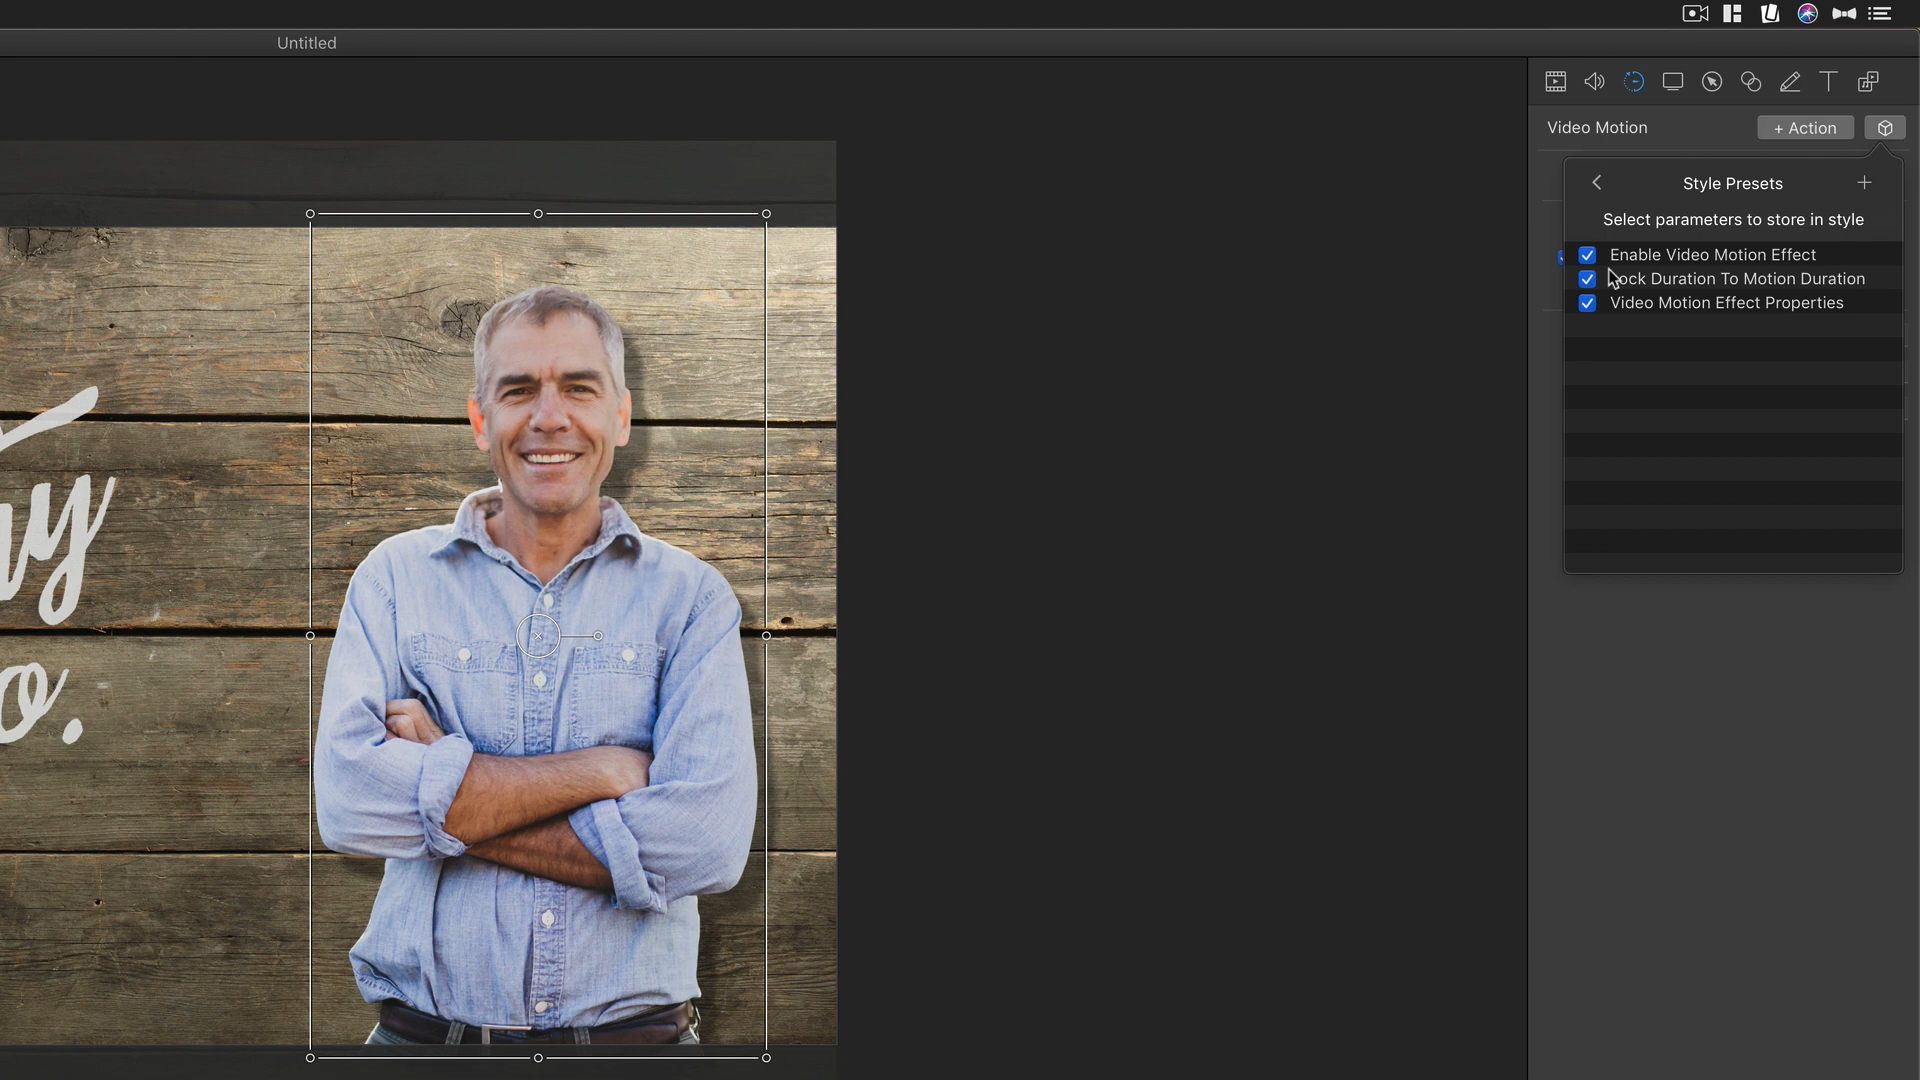 Untitled
Video Motion
+ Action
Style Presets
Select parameters to store in style
Enable Video Motion Effect
Lock Duration To Motion Duration
Video Motion Effect Properties